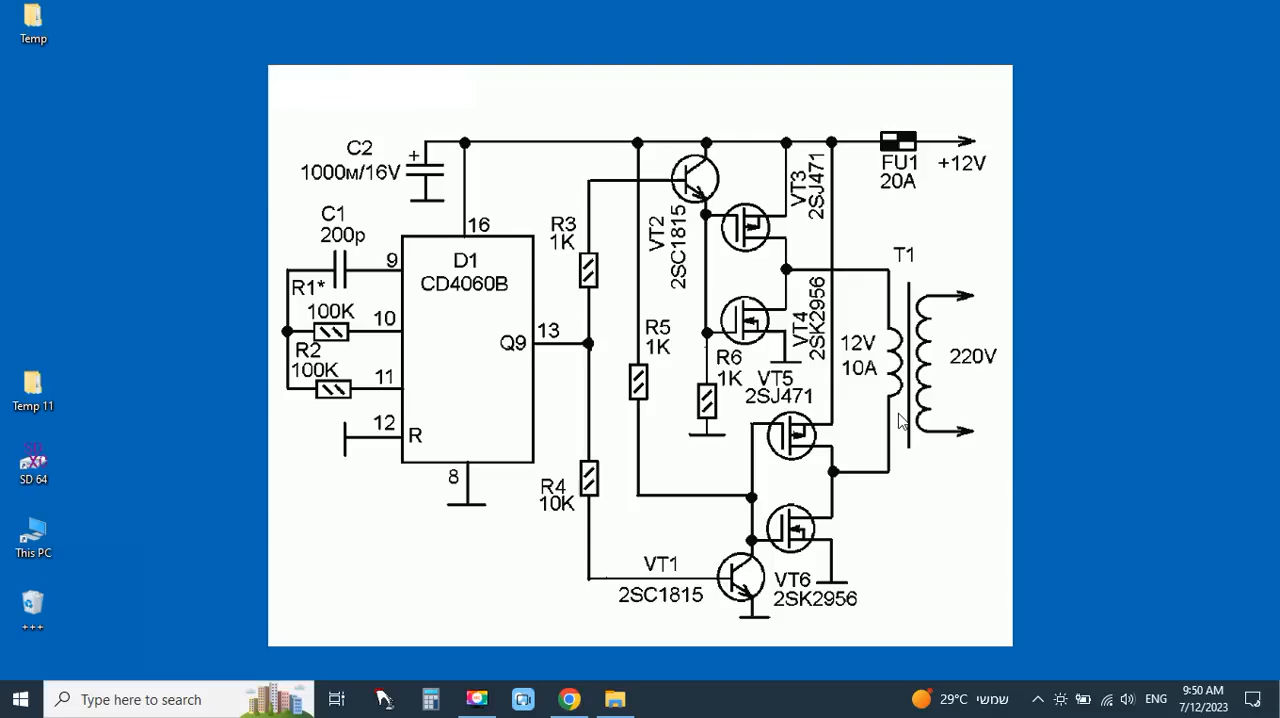 Temp
C2
1000м/16V
+
C1
200p
9
16
D1
CD4060B
R1*
100K
10
R2
100K
11
12
R
8
Q9
13
R3
1K
R4
10K
R5
1K
R6
1K
VT2
2SC1815
VT3
2SJ471
VT4
2SK2956
VT5
2SJ471
VT1
2SC1815
VT6
2SK2956
FU1
20A
+12V
T1
12V
10A
220V
Temp 11
SD 64
This PC
+++
Type here to search
29°C שמשי
ENG
9:50 AM
7/12/2023